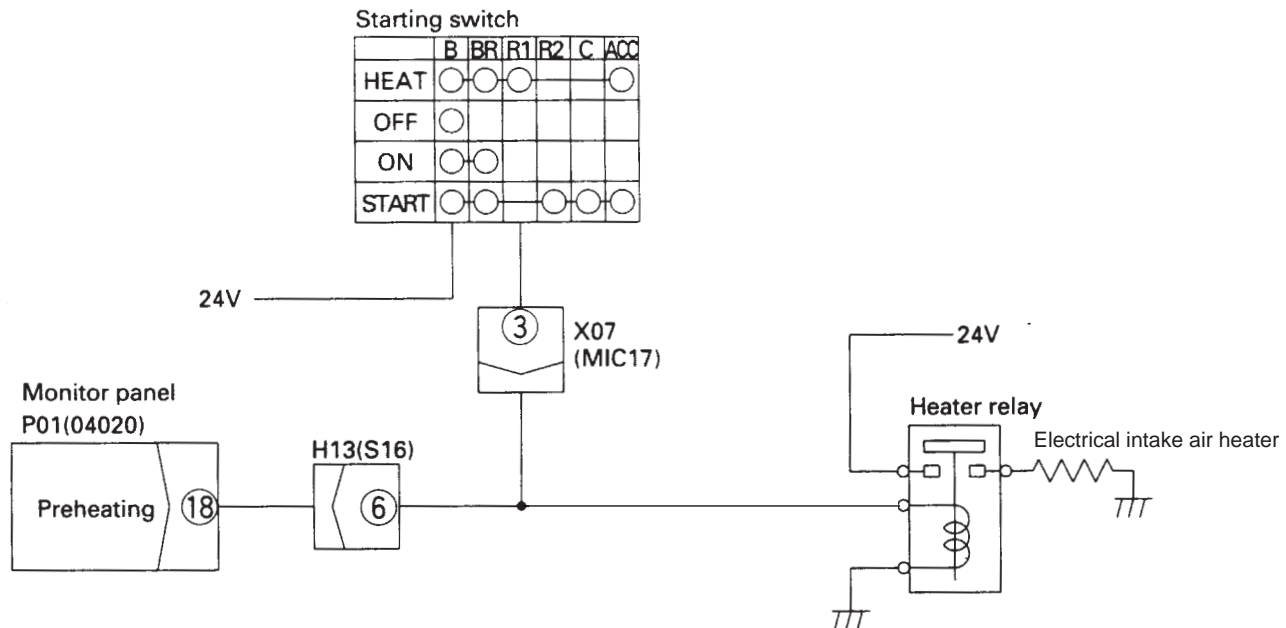 Starting switch
B BR R1 R2 C ACC
HEAT
OFF
ON
START
24V
3
X07
(MIC17)
24V
Monitor panel
P01(04020)
Heater relay
Electrical intake air heater
H13(S16)
Preheating 18
6